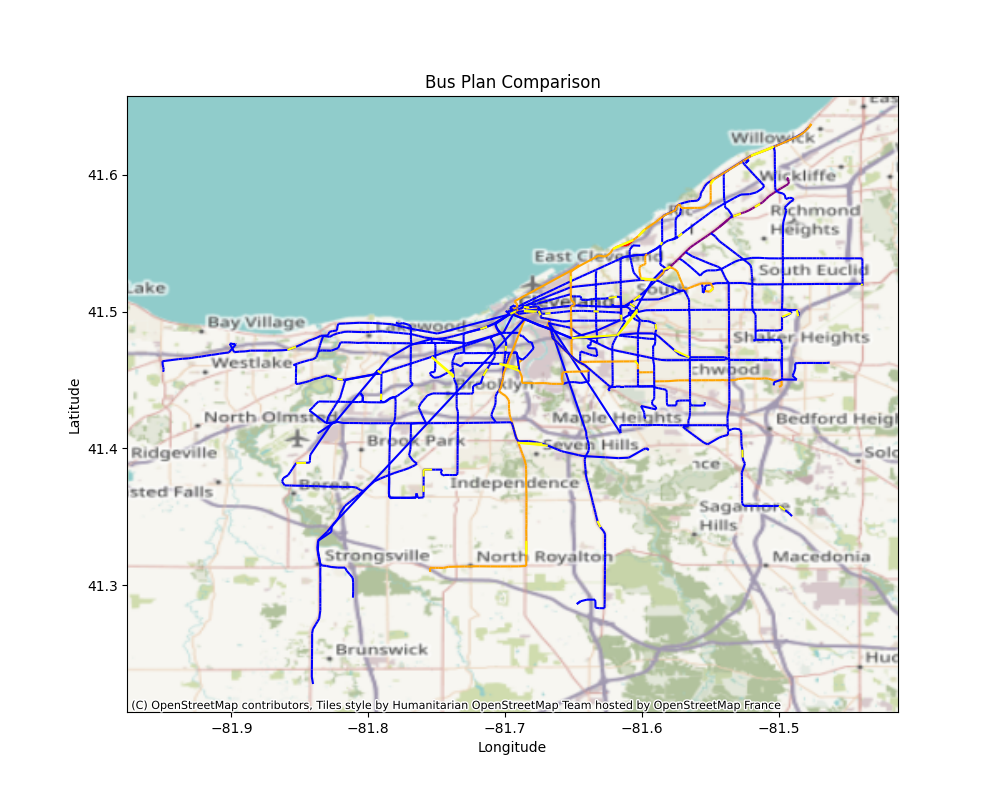 Bus Plan Comparison
Eas
Willowick
Wickliffe
Richmond
Heights
East Cleveland
South Euclid
Lake
Cleveland
South
Bay Village
Lakewood
Shaker Heights
Westlake
chwood
Brooklyn
North Olmsted
Maple Heights
Bedford Heig
Brook Park
Seven Hills
Ridgeville
Solo
nce
sted Falls
Berea
Independence
Sagamore
Hills
Strongsville
North Royalton
Macedonia
Brunswick
Hud
(C) OpenStreetMap contributors, Tiles style by Humanitarian OpenStreetMap Team hosted by OpenStreetMap France
41.6
41.5
41.4
41.3
−81.9
−81.8
−81.7
−81.6
−81.5
Longitude
Latitude